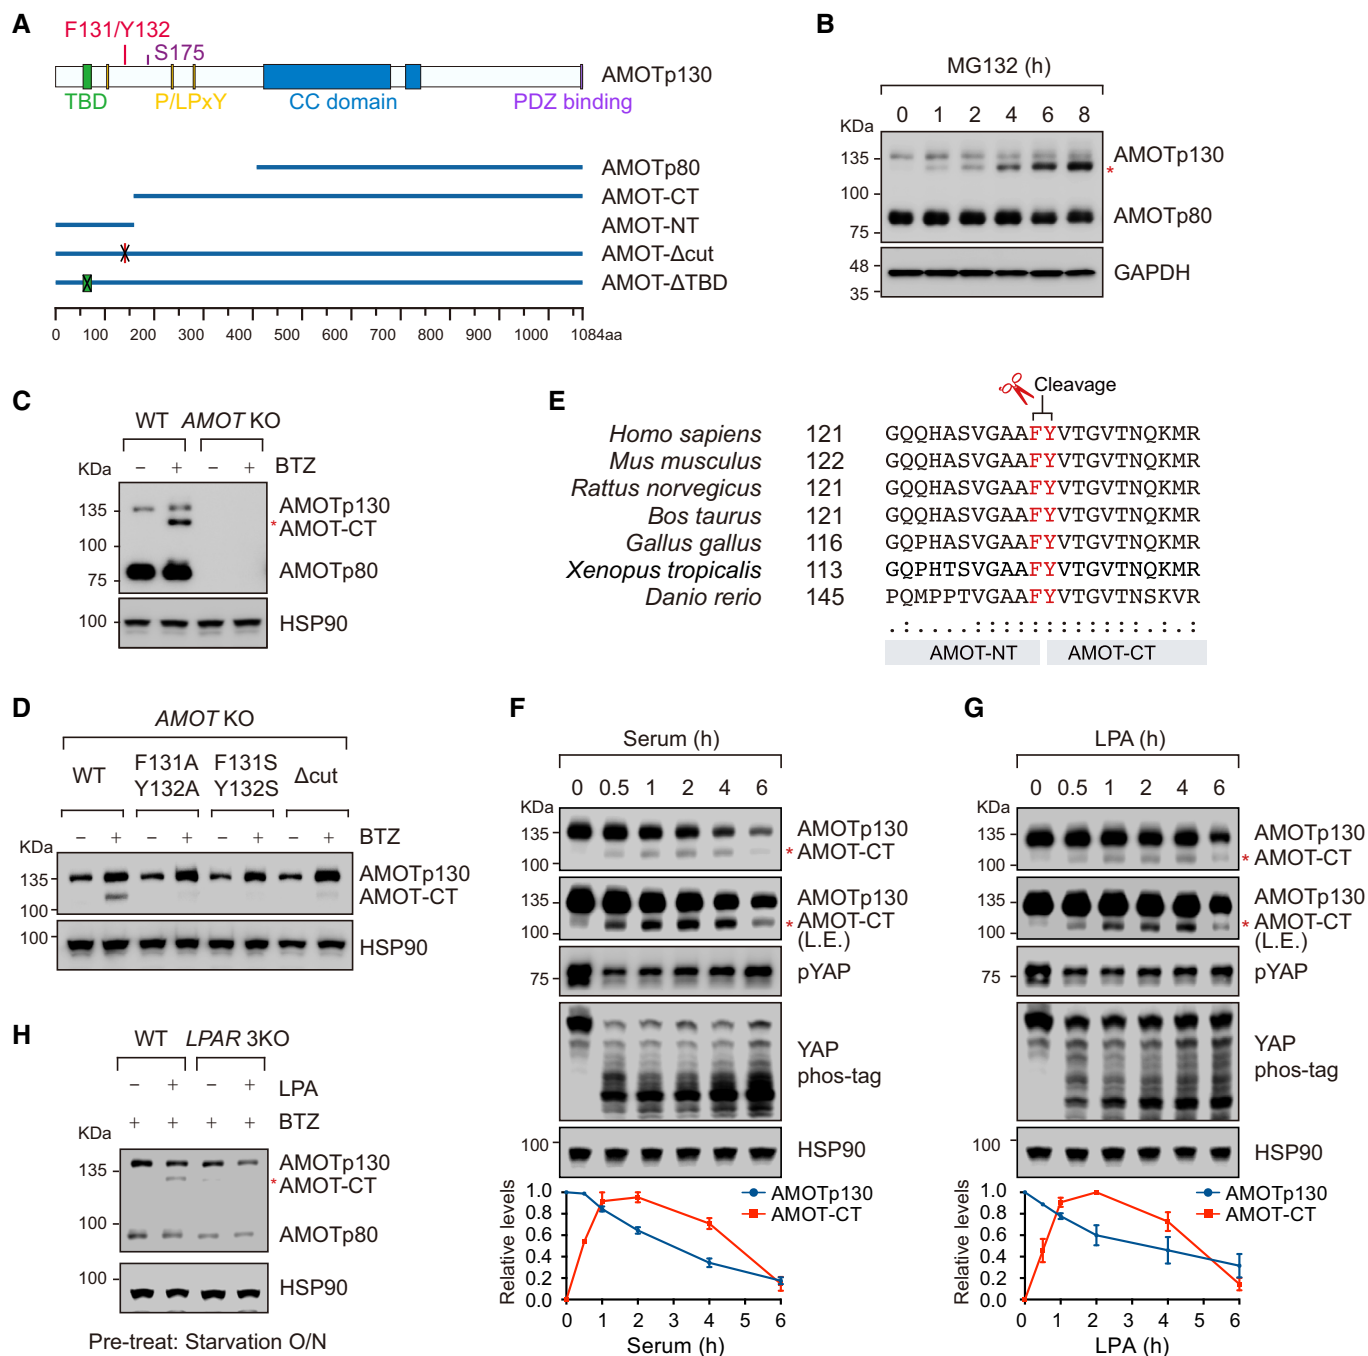 A
F131/Y132
S175
AMOTp130
TBD
P/LPxY
CC domain
PDZ binding
AMOTp80
AMOT-CT
AMOT-NT
AMOT-Δcut
AMOT-ΔTBD
0 100 200 300 400 500 600 700 800 900 1000 1084aa
B
MG132 (h)
0 1 2 4 6 8
KDa
135
100
75
48
35
AMOTp130
*
AMOTp80
GAPDH
C
WT AMOT KO
– + – + BTZ
KDa
135
100
75
100
AMOTp130
*AMOT-CT
AMOTp80
HSP90
E
Cleavage
Homo sapiens 121 GQQHASVGAAFYVTGVTNQKMR
Mus musculus 122 GQQHASVGAAFYVTGVTNQKMR
Rattus norvegicus 121 GQQHASVGAAFYVTGVTNQKMR
Bos taurus 121 GQQHASVGAAFYVTGVTNQKMR
Gallus gallus 116 GQPHASVGAAFYVTGVTNQKMR
Xenopus tropicalis 113 GQPHTSVGAAFYVTGVTNQKMR
Danio rerio 145 PQMPPTVGAAFYVTGVTNSKVR
.:....:::::::::::.:.:
AMOT-NT AMOT-CT
D
AMOT KO
WT F131A Y132A F131S Y132S Δcut
– + – + – + – + BTZ
KDa
135
100
100
AMOTp130
AMOT-CT
HSP90
F
Serum (h)
0 0.5 1 2 4 6
KDa
135
100
135
100
75
100
AMOTp130
*AMOT-CT
AMOTp130
*AMOT-CT
(L.E.)
pYAP
YAP
phos-tag
HSP90
Relative levels
1.0
0.8
0.6
0.4
0.2
0.0
AMOTp130
AMOT-CT
0 1 2 3 4 5 6
Serum (h)
G
LPA (h)
0 0.5 1 2 4 6
KDa
135
100
135
100
75
100
AMOTp130
*AMOT-CT
AMOTp130
*AMOT-CT
(L.E.)
pYAP
YAP
phos-tag
HSP90
Relative levels
1.0
0.8
0.6
0.4
0.2
0.0
AMOTp130
AMOT-CT
0 1 2 3 4 5 6
LPA (h)
H
WT LPAR 3KO
– + – + LPA
+ + + + BTZ
KDa
135
100
100
AMOTp130
*AMOT-CT
AMOTp80
HSP90
Pre-treat: Starvation O/N